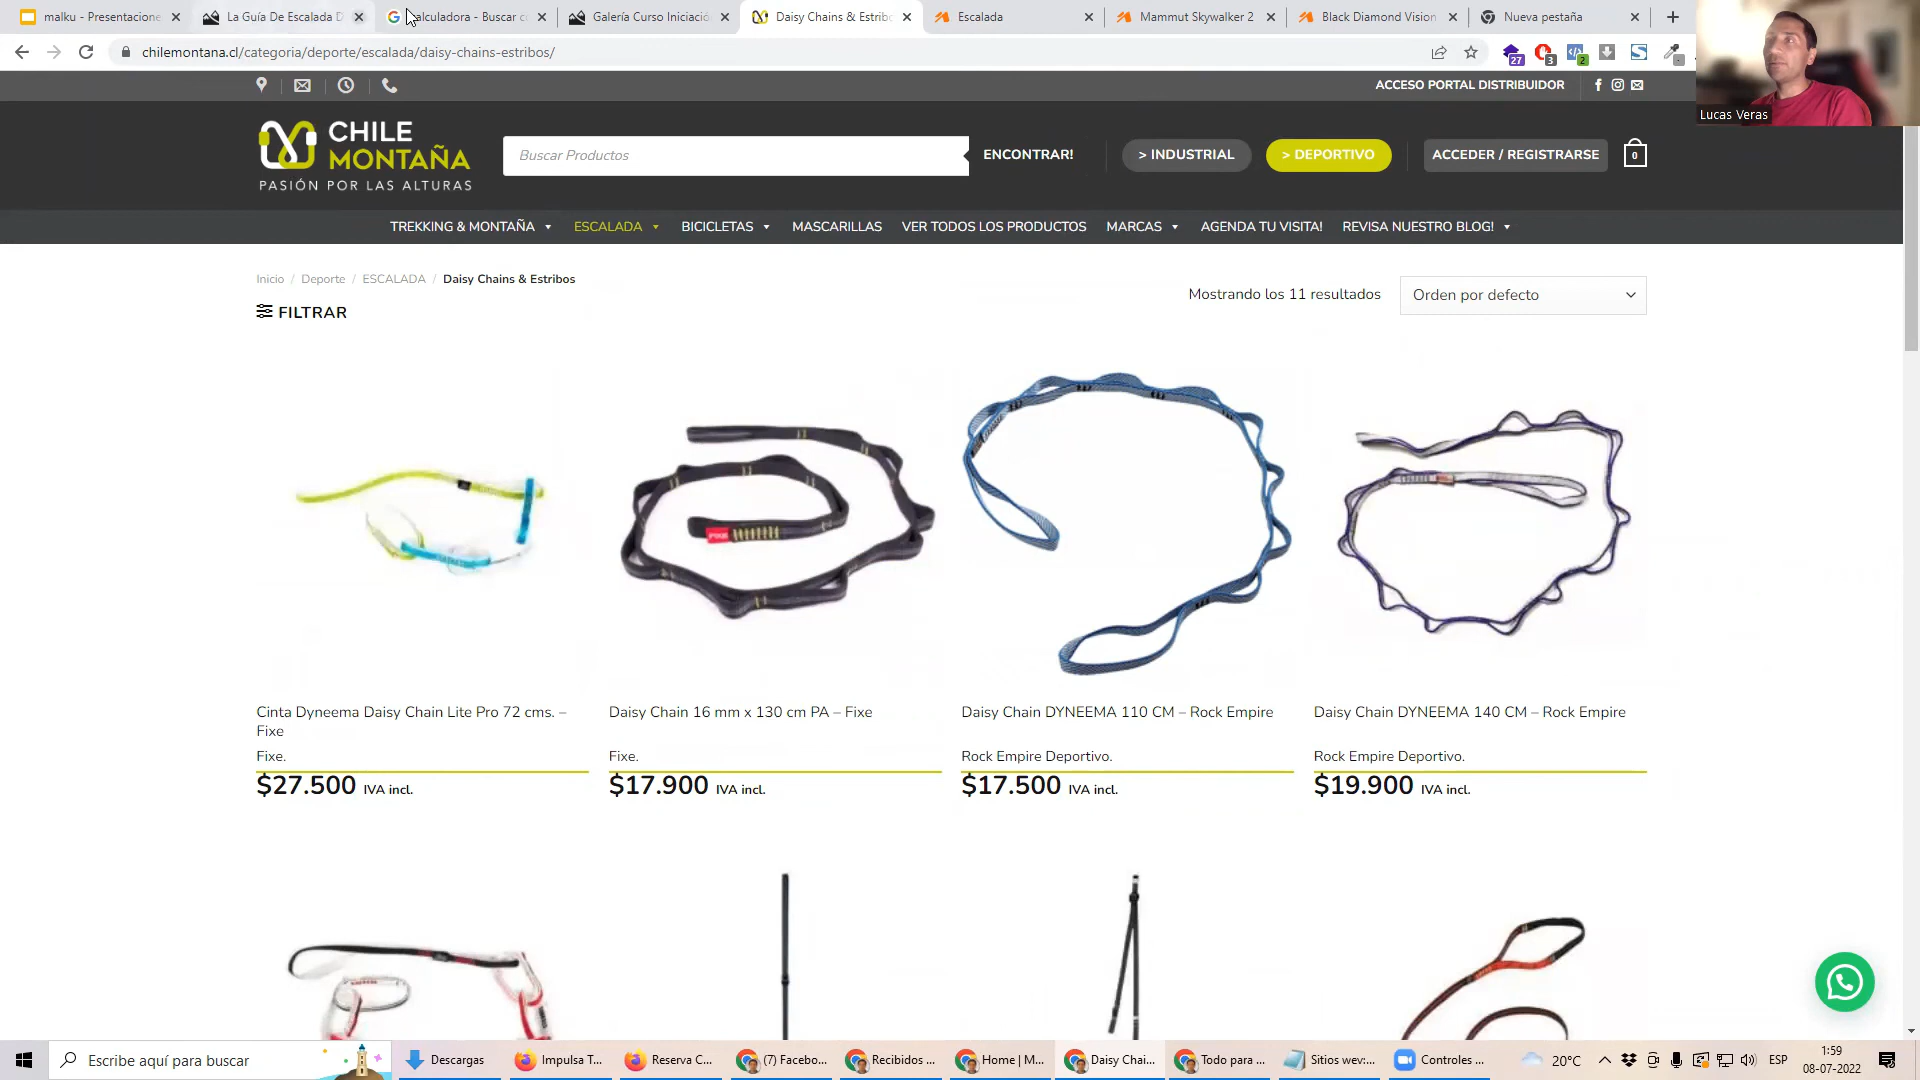 malku - Presentacione
La Guía De Escalada D
alculadora - Buscar c
Galería Curso Iniciació
Daisy Chains & Estribo
Escalada
Mammut Skywalker 2
Black Diamond Vision
Nueva pestaña
chilemontana.cl/categoria/deporte/escalada/daisy-chains-estribos/
27
3
2
Lucas Veras
ACCESO PORTAL DISTRIBUIDOR
CHILE
MONTAÑA
PASIÓN POR LAS ALTURAS
Buscar Productos
ENCONTRAR!
> INDUSTRIAL
> DEPORTIVO
ACCEDER / REGISTRARSE
0
TREKKING & MONTAÑA
ESCALADA
BICICLETAS
MASCARILLAS
VER TODOS LOS PRODUCTOS
MARCAS
AGENDA TU VISITA!
REVISA NUESTRO BLOG!
Inicio / Deporte / ESCALADA / Daisy Chains & Estribos
FILTRAR
Mostrando los 11 resultados
Orden por defecto
FIXE
Cinta Dyneema Daisy Chain Lite Pro 72 cms. –
Fixe
Fixe.
$27.500 IVA incl.
Daisy Chain 16 mm x 130 cm PA – Fixe
Fixe.
$17.900 IVA incl.
Daisy Chain DYNEEMA 110 CM – Rock Empire
Rock Empire Deportivo.
$17.500 IVA incl.
Daisy Chain DYNEEMA 140 CM – Rock Empire
Rock Empire Deportivo.
$19.900 IVA incl.
Escribe aquí para buscar
Descargas
Impulsa T...
Reserva C...
(7) Facebo...
Recibidos ...
Home | M...
Daisy Chai...
Todo para ...
Sitios wev:...
Controles ...
20°C
ESP
1:59
08-07-2022